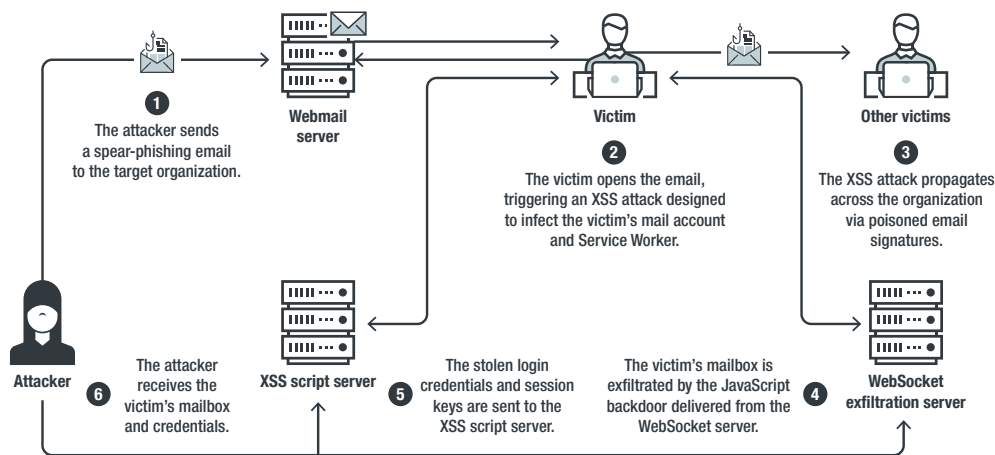 Webmail
server
Victim
Other victims
1
The attacker sends
a spear-phishing email
to the target organization.
2
The victim opens the email,
triggering an XSS attack designed
to infect the victim's mail account
and Service Worker.
3
The XSS attack propagates
across the organization
via poisoned email
signatures.
Attacker
6
The attacker
receives the
victim's mailbox
and credentials.
XSS script server
5
The stolen login
credentials and session
keys are sent to the
XSS script server.
The victim's mailbox is
exfiltrated by the JavaScript
backdoor delivered from the
WebSocket server.
4
WebSocket
exfiltration server